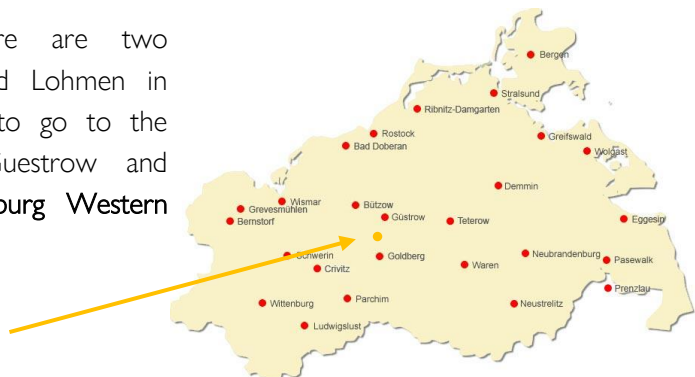 re are two
d Lohmen in
to go to the
uestrow and
ourg Western
Bergen
Stralsund
Ribnitz-Damgarten
Rostock
Greifswald
Bad Doberan
Wolgast
Demmin
Wismar
Bützow
Grevesmühlen
Güstrow
Bernstorf
Teterow
Eggesin
Schwerin
Goldberg
Neubrandenburg
Pasewalk
Crivitz
Waren
Prenzlau
Wittenburg
Parchim
Neustrelitz
Ludwigslust